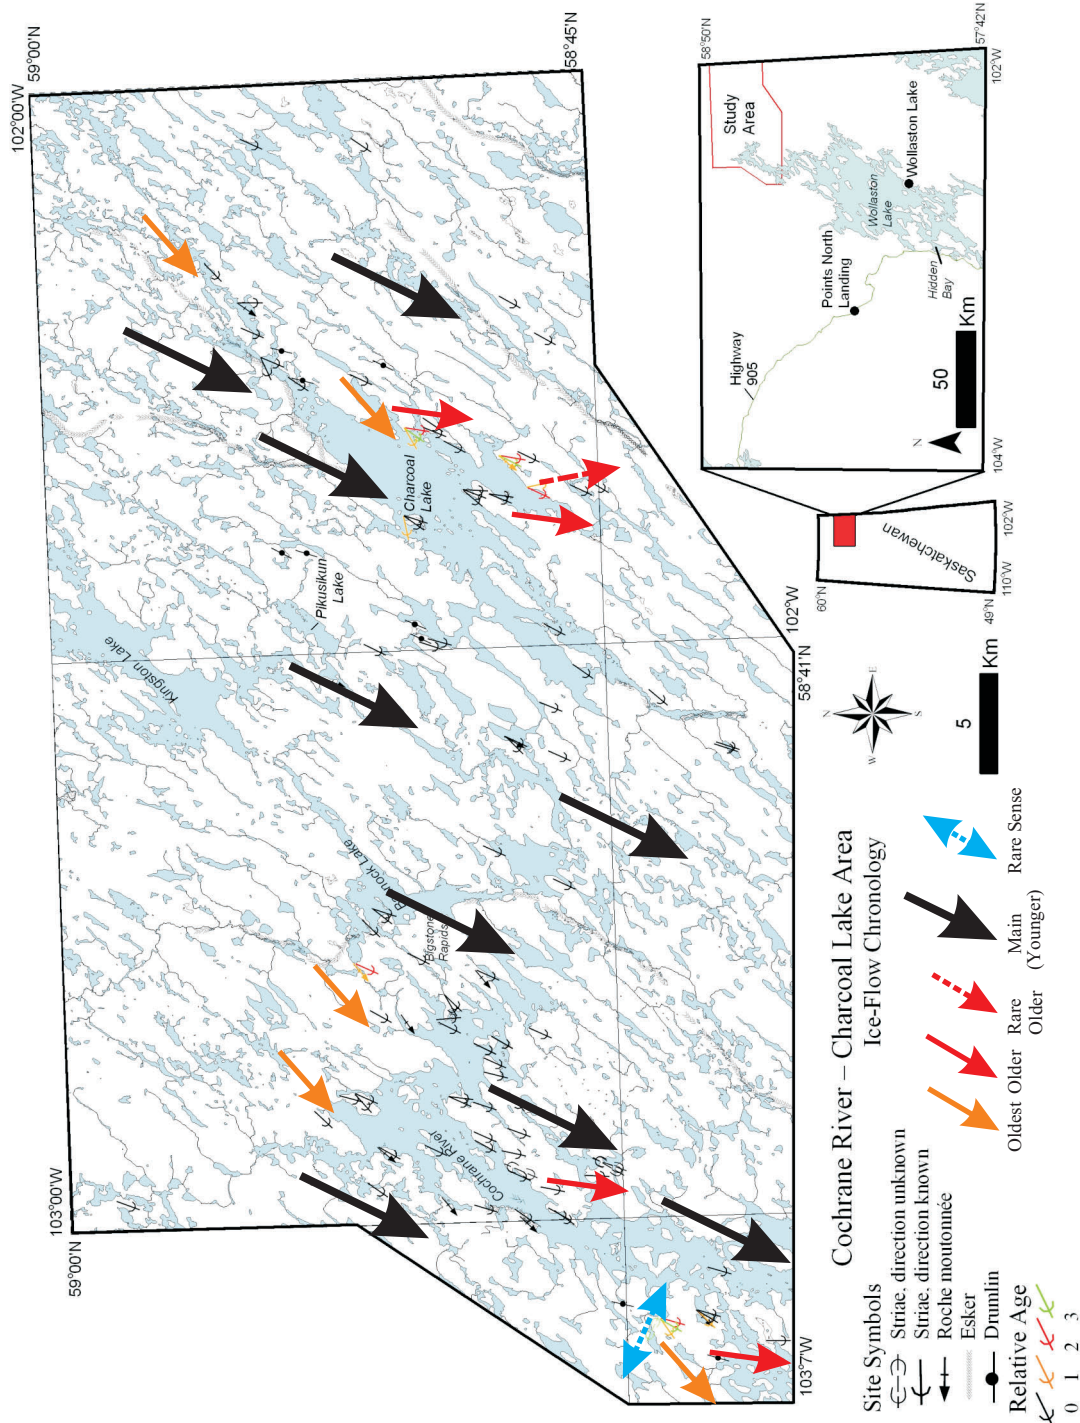 59°00'N
102°00'W
58°45'N
Charcoal
Lake
Pikusikun
Lake
Kingston Lake
102°W
58°41'N
Bannock Lake
Bigstone
Rapids
Cochrane River
103°00'W
59°00'N
103°7'W
58°50'N
57°42'N
102°W
104°W
Study
Area
Wollaston
Lake
Wollaston Lake
Points North
Landing
Hidden
Bay
Highway
905
N
50
Km
60°N
49°N
110°W
102°W
Saskatchewan
N
E
S
W
5
Km
Cochrane River – Charcoal Lake Area
Ice-Flow Chronology
Oldest
Older
Rare
Older
Main
(Younger)
Rare Sense
Site Symbols
Striae, direction unknown
Striae, direction known
Roche moutonnée
Esker
Drumlin
Relative Age
0 1 2 3